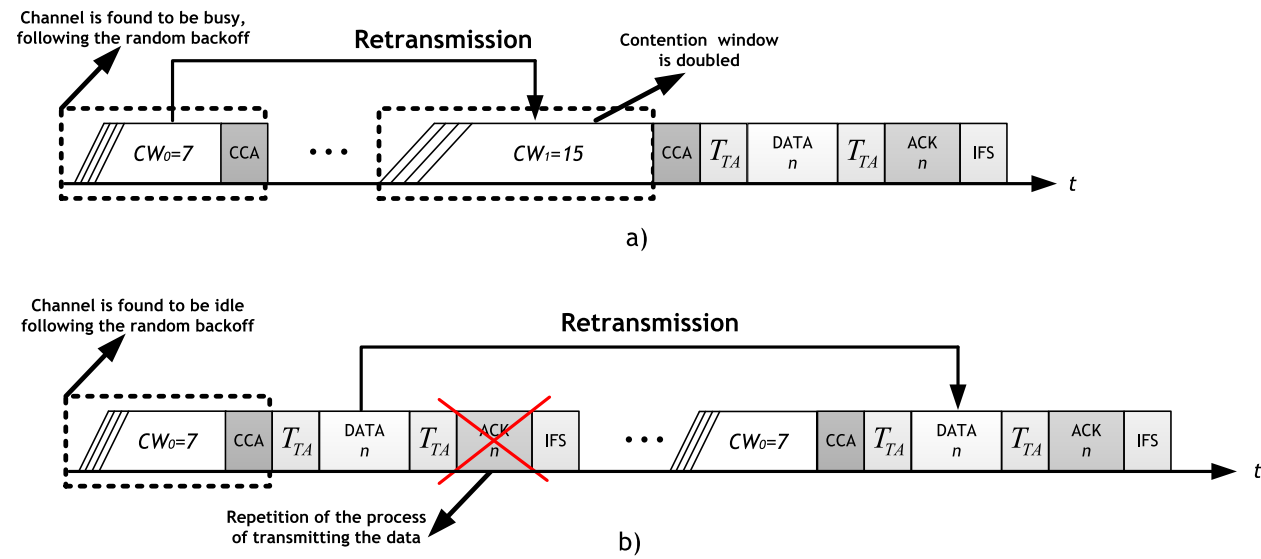 Channel is found to be busy,
following the random backoff
Retransmission
Contention window
is doubled
CW0=7
CCA
...
CW1=15
CCA
TTA
DATA
n
TTA
ACK
n
IFS
t
a)
Channel is found to be idle
following the random backoff
Retransmission
CW0=7
CCA
TTA
DATA
n
TTA
ACK
n
IFS
...
CW0=7
CCA
TTA
DATA
n
TTA
ACK
n
IFS
t
Repetition of the process
of transmitting the data
b)